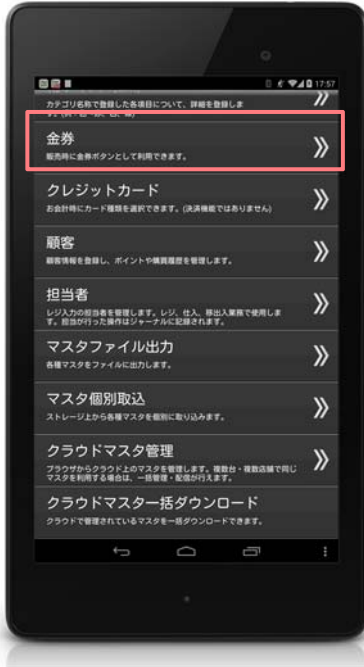 17:57
カテゴリ名称で登録した各項目について、詳細を登録しま
金券
販売時に金券ボタンとして利用できます。
クレジットカード
お会計時にカード種類を選択できます。(決済機能ではありません)
顧客
顧客情報を登録し、ポイントや購買履歴を管理します。
担当者
レジ入力の担当者を管理します。レジ、仕入、移出入業務で使用しま
す。担当が行った操作はジャーナルに記録されます。
マスタファイル出力
各種マスタをファイルに出力します。
マスタ個別取込
ストレージ上から各種マスタを個別に取り込みます。
クラウドマスタ管理
ブラウザからクラウド上のマスタを管理します。複数台・複数店舗で同じ
マスタを利用する場合は、一括管理・配信が行えます。
クラウドマスター括ダウンロード
クラウドで管理されているマスタを一括ダウンロードできます。